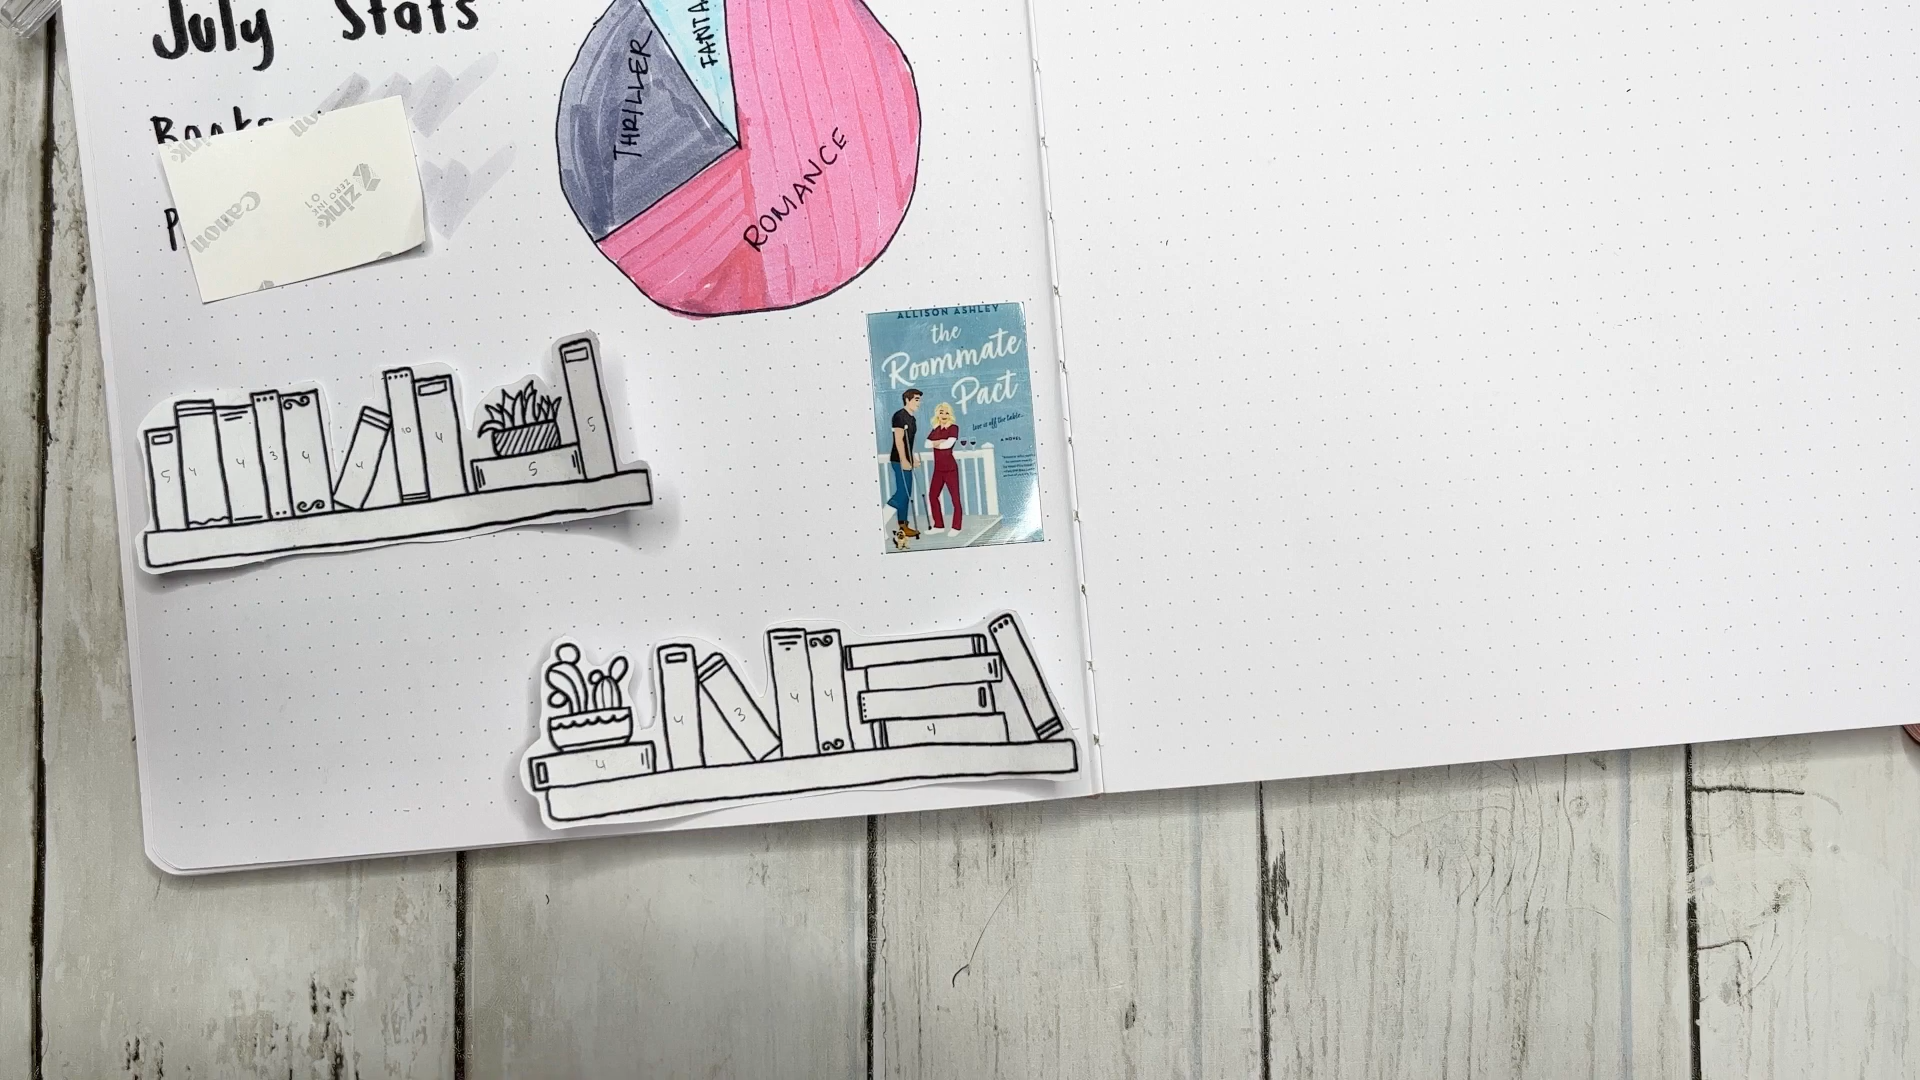 July Stats
Books
THRILLER
FANTA
ROMANCE
Canon
zink
ZERO INK
Canon
ALLISON ASHLEY
the
Roommate
Pact
love is off the table...
A NOVEL
5 4 4 3 4 4 10 4 5 5
4 4 3 4 4 4